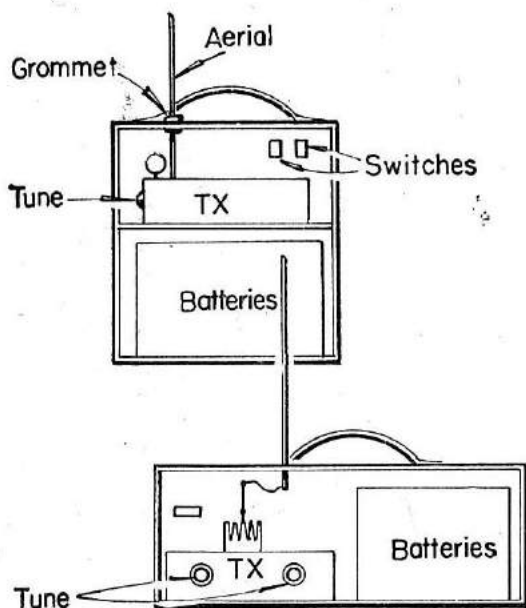 Aerial
Grommet
Switches
Tune
TX
Batteries
Batteries
TX
Tune